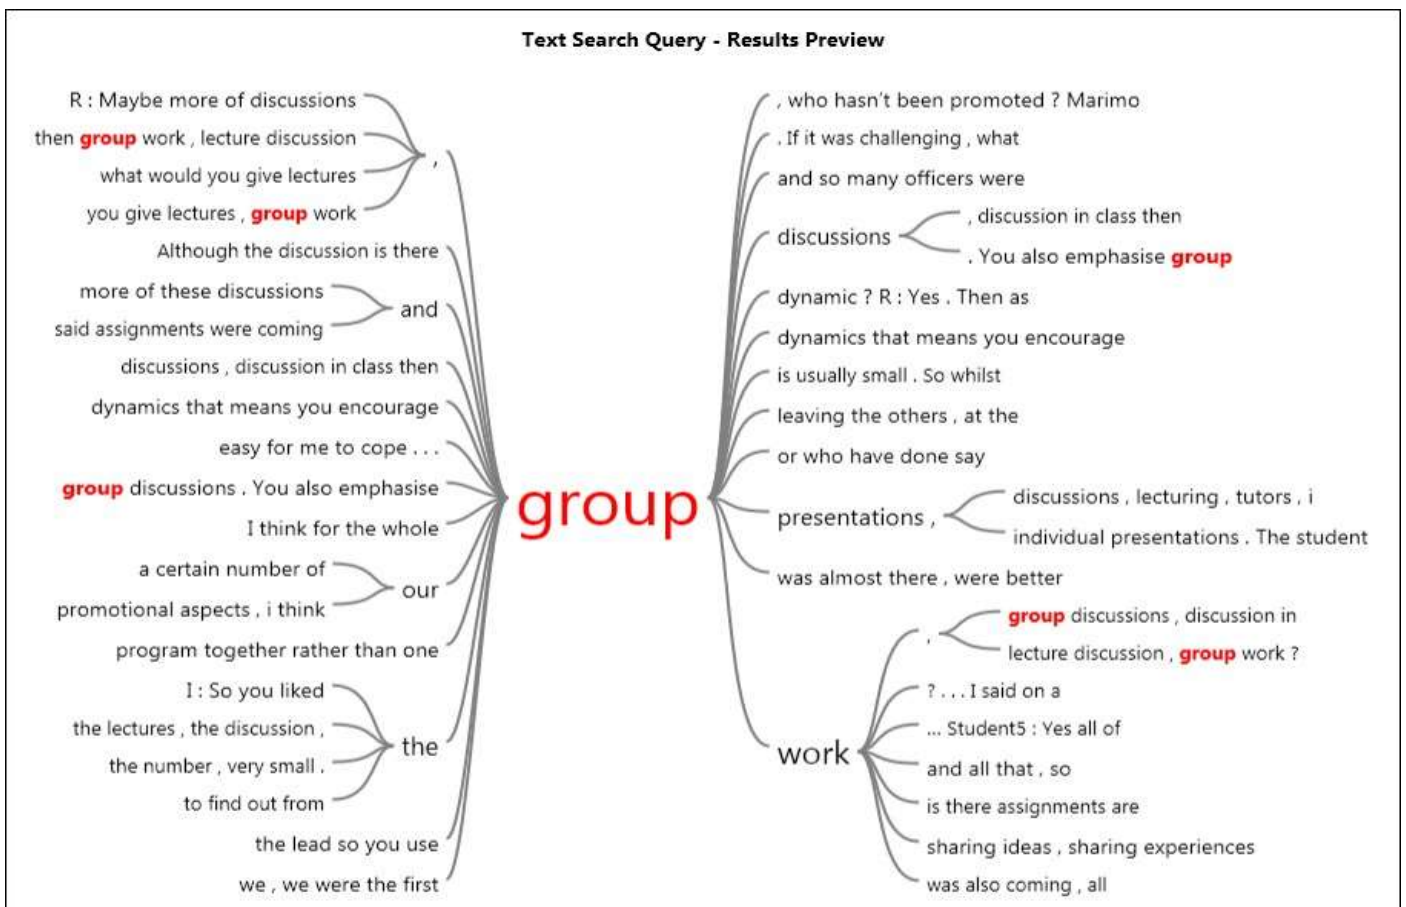 Text Search Query - Results Preview
R : Maybe more of discussions
then group work , lecture discussion
what would you give lectures
you give lectures , group work
,
Although the discussion is there
more of these discussions
said assignments were coming
and
discussions , discussion in class then
dynamics that means you encourage
easy for me to cope . . .
group discussions . You also emphasise
I think for the whole
a certain number of
promotional aspects , i think
our
program together rather than one
I : So you liked
the lectures , the discussion ,
the number , very small .
to find out from
the
the lead so you use
we , we were the first
group
, who hasn't been promoted ? Marimo
. If it was challenging , what
and so many officers were
discussions
, discussion in class then
. You also emphasise group
dynamic ? R : Yes . Then as
dynamics that means you encourage
is usually small . So whilst
leaving the others , at the
or who have done say
presentations ,
discussions , lecturing , tutors , i
individual presentations . The student
was almost there , were better
work
,
group discussions , discussion in
lecture discussion , group work ?
? . . . I said on a
... Student5 : Yes all of
and all that , so
is there assignments are
sharing ideas , sharing experiences
was also coming , all